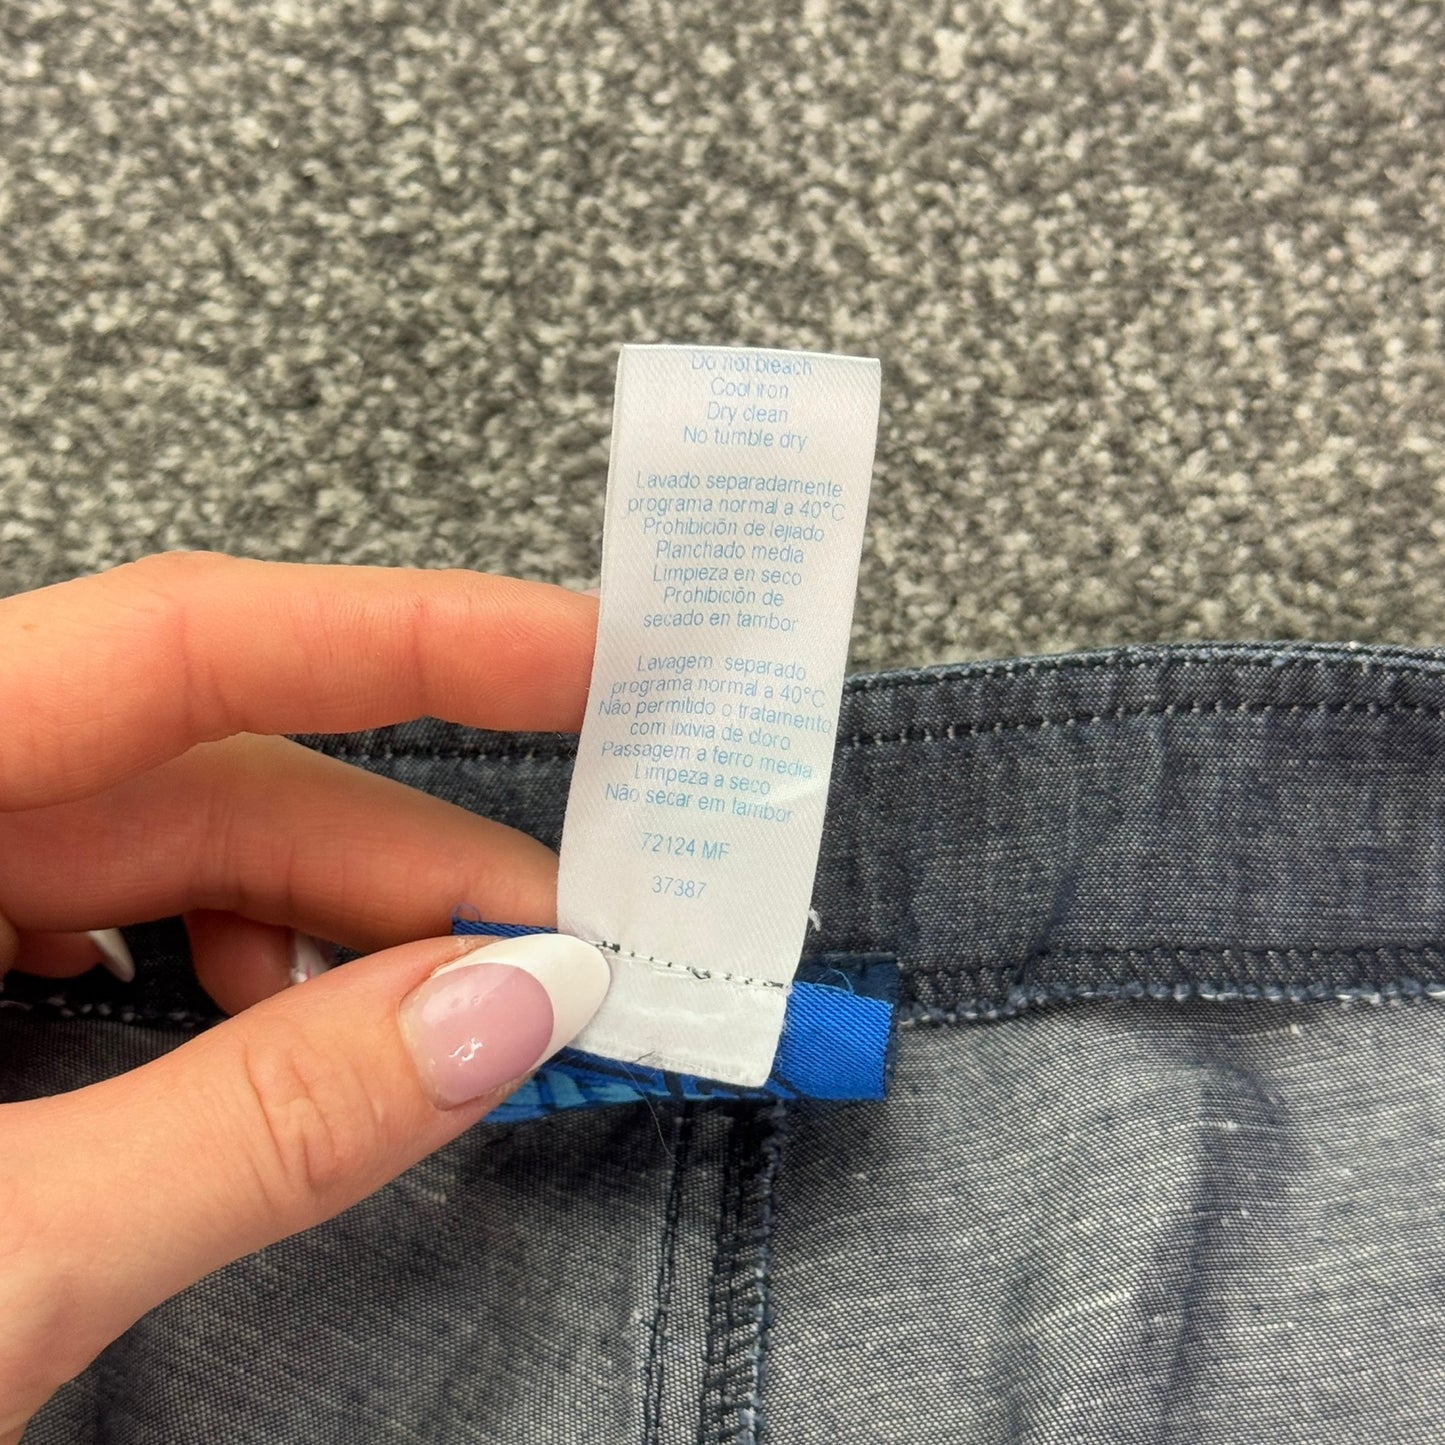 Do not bleach
Cool iron
Dry clean
No tumble dry
Lavado separadamente
programa normal a 40°C
Prohibición de lejiado
Planchado media
Limpieza en seco
Prohibición de
secado en tambor
Lavagem separado
programa normal a 40°C
Não permitido o tratamento
com lixivia de cloro
Passagem a ferro media
Limpeza a seco
Não secar em tambor
72124 MF
37387